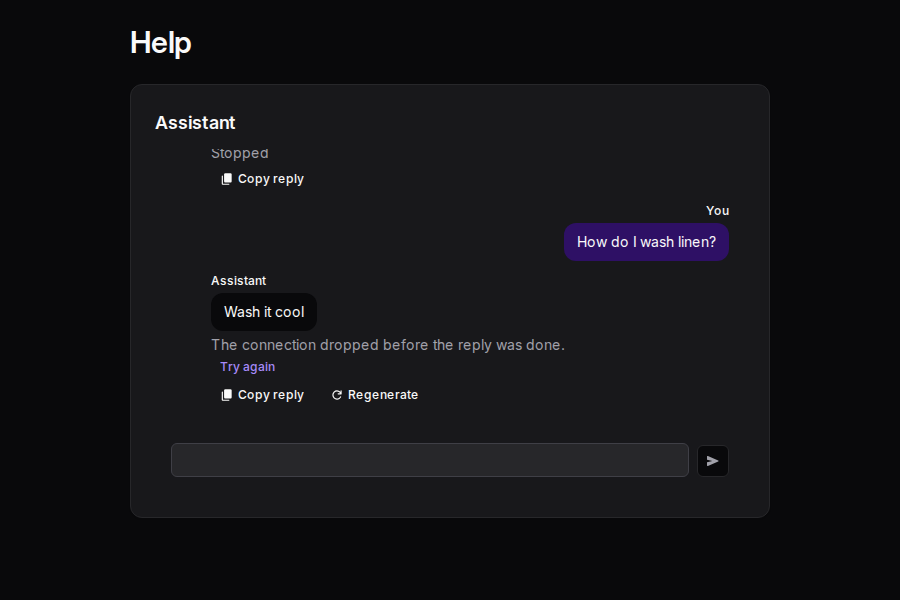 Help
Assistant
Stopped
Copy reply
You
How do I wash linen?
Assistant
Wash it cool
The connection dropped before the reply was done.
Try again
Copy reply Regenerate